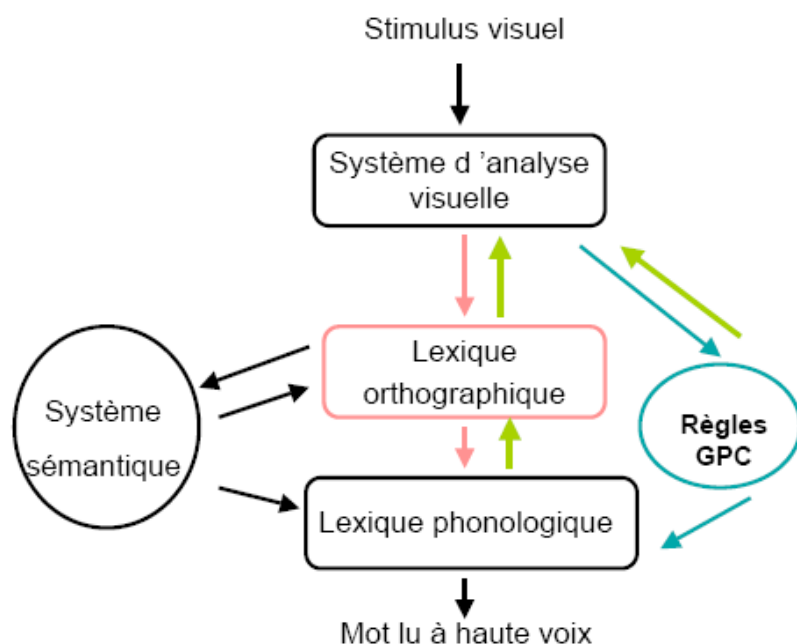 Stimulus visuel
Système d ’analyse
visuelle
Lexique
orthographique
Système
sémantique
Règles
GPC
Lexique phonologique
Mot lu à haute voix